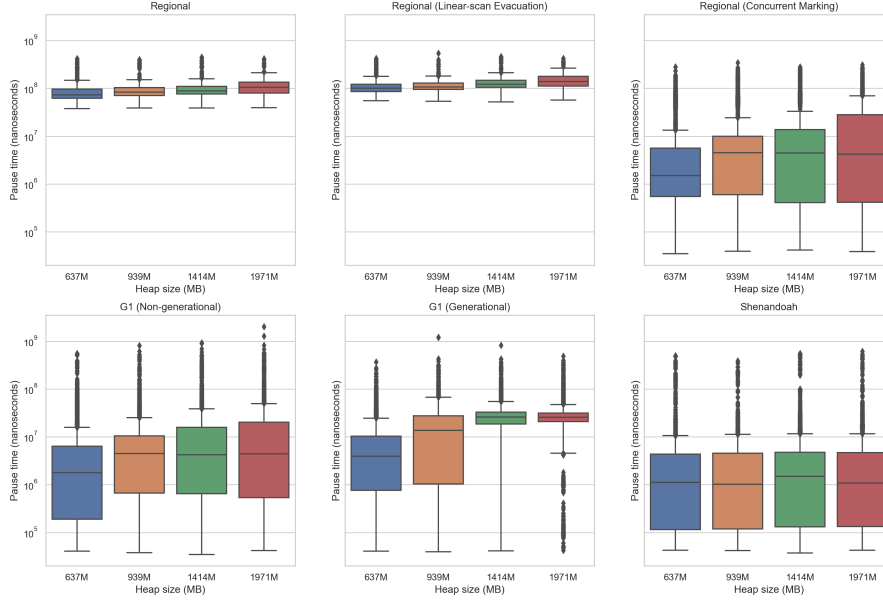 Regional
Regional (Linear-scan Evacuation)
Regional (Concurrent Marking)
Pause time (nanoseconds)
10⁹
10⁸
10⁷
10⁶
10⁵
637M 939M 1414M 1971M
Heap size (MB)
Pause time (nanoseconds)
637M 939M 1414M 1971M
Heap size (MB)
Pause time (nanoseconds)
637M 939M 1414M 1971M
Heap size (MB)
G1 (Non-generational)
G1 (Generational)
Shenandoah
Pause time (nanoseconds)
10⁹
10⁸
10⁷
10⁶
10⁵
637M 939M 1414M 1971M
Heap size (MB)
Pause time (nanoseconds)
637M 939M 1414M 1971M
Heap size (MB)
Pause time (nanoseconds)
637M 939M 1414M 1971M
Heap size (MB)